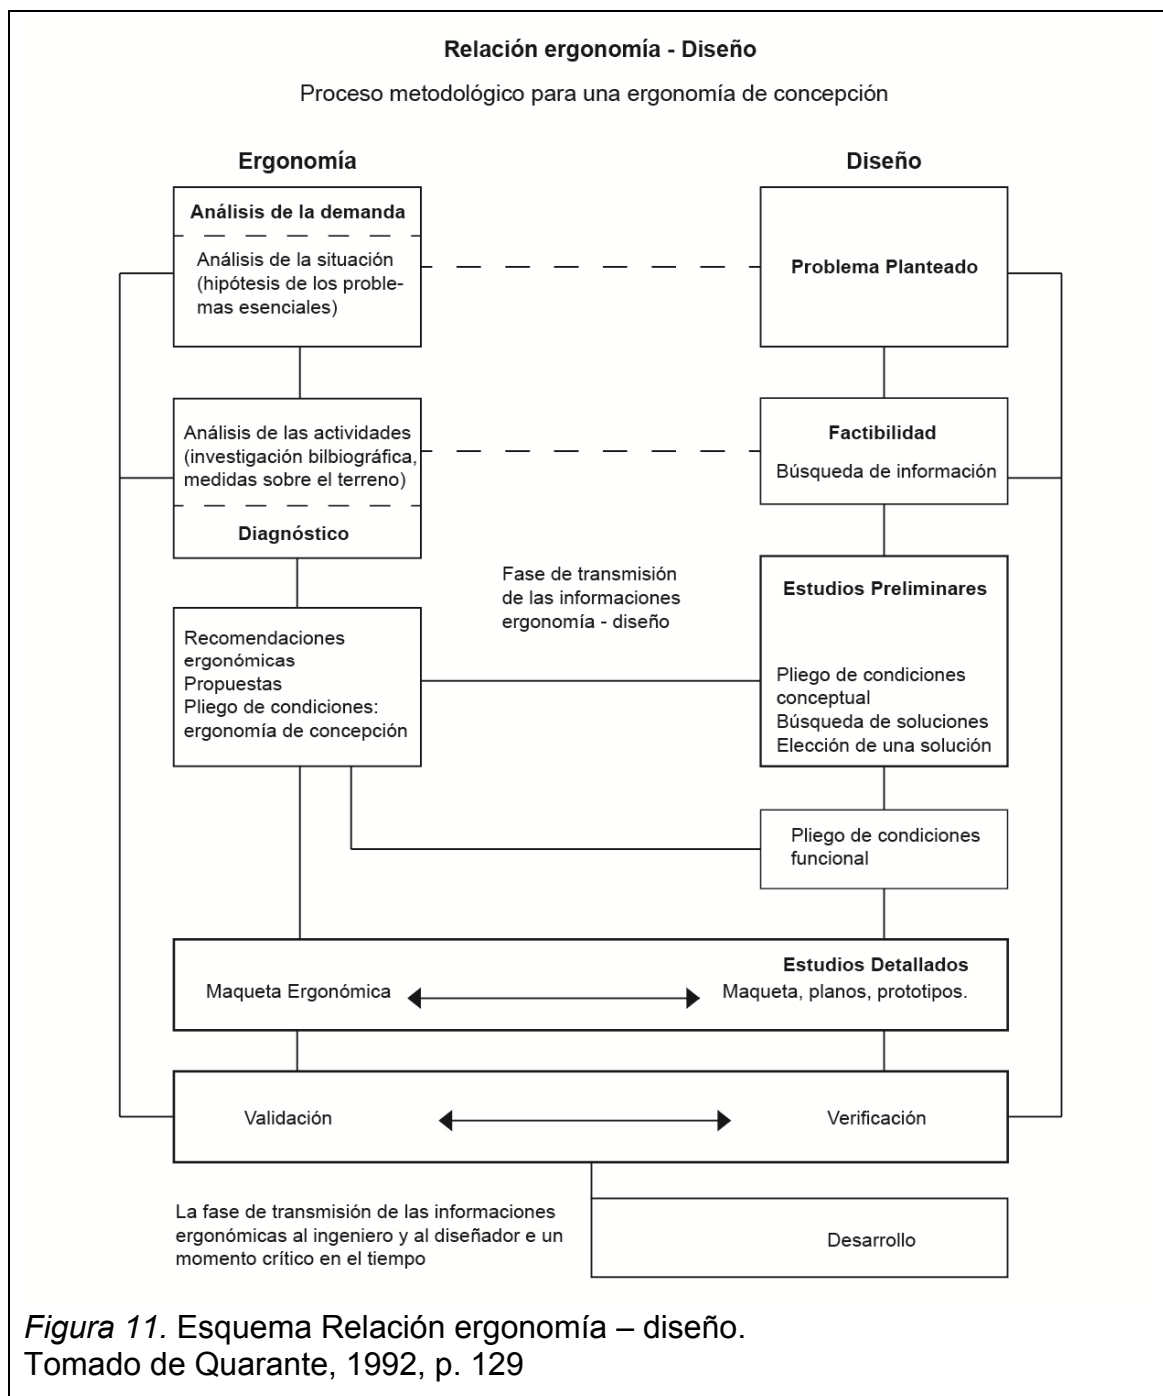 Relación ergonomía - Diseño
Proceso metodológico para una ergonomía de concepción
Ergonomía
Diseño
Análisis de la demanda
Análisis de la situación
(hipótesis de los proble-
mas esenciales)
Problema Planteado
Análisis de las actividades
(investigación bilbiográfica,
medidas sobre el terreno)
Diagnóstico
Factibilidad
Búsqueda de información
Fase de transmisión
de las informaciones
ergonomía - diseño
Estudios Preliminares
Pliego de condiciones
conceptual
Búsqueda de soluciones
Elección de una solución
Recomendaciones
ergonómicas
Propuestas
Pliego de condiciones:
ergonomía de concepción
Pliego de condiciones
funcional
Maqueta Ergonómica
Estudios Detallados
Maqueta, planos, prototipos.
Validación
Verificación
La fase de transmisión de las informaciones
ergonómicas al ingeniero y al diseñador e un
momento crítico en el tiempo
Desarrollo
Figura 11. Esquema Relación ergonomía – diseño.
Tomado de Quarante, 1992, p. 129